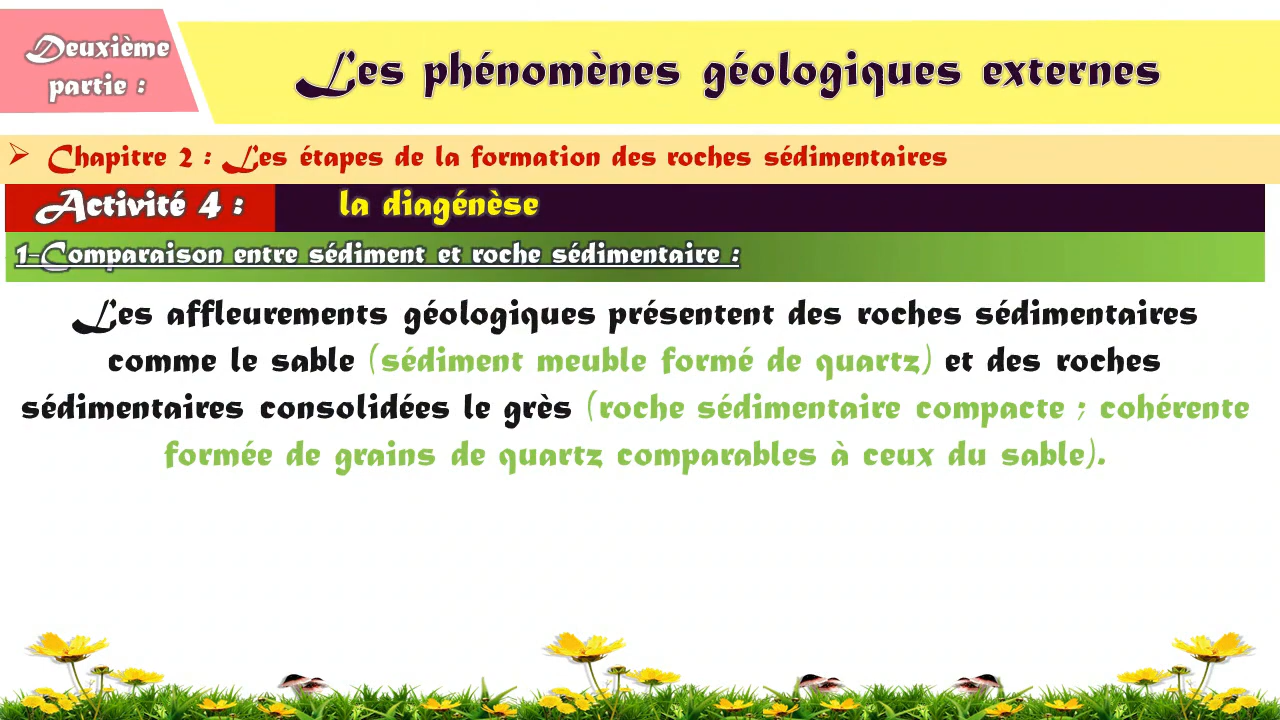 Deuxième
partie :
Les phénomènes géologiques externes
➢ Chapitre 2 : Les étapes de la formation des roches sédimentaires
Activité 4 : la diagénèse
1-Comparaison entre sédiment et roche sédimentaire :
Les affleurements géologiques présentent des roches sédimentaires
comme le sable (sédiment meuble formé de quartz) et des roches
sédimentaires consolidées le grès (roche sédimentaire compacte ; cohérente
formée de grains de quartz comparables à ceux du sable).